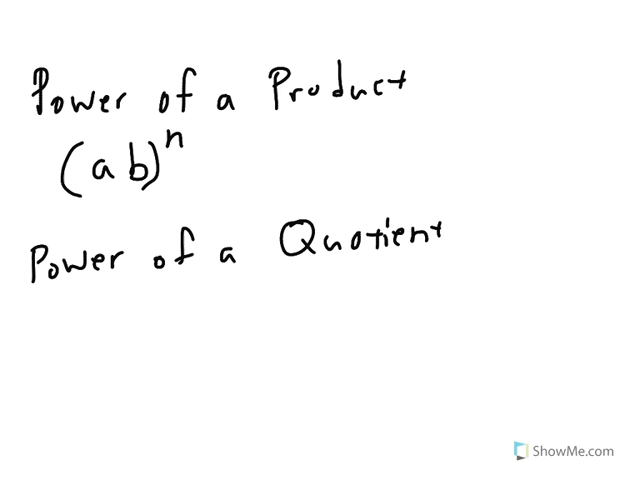 Power of a Product
(ab)ⁿ
Power of a Quotient
ShowMe.com